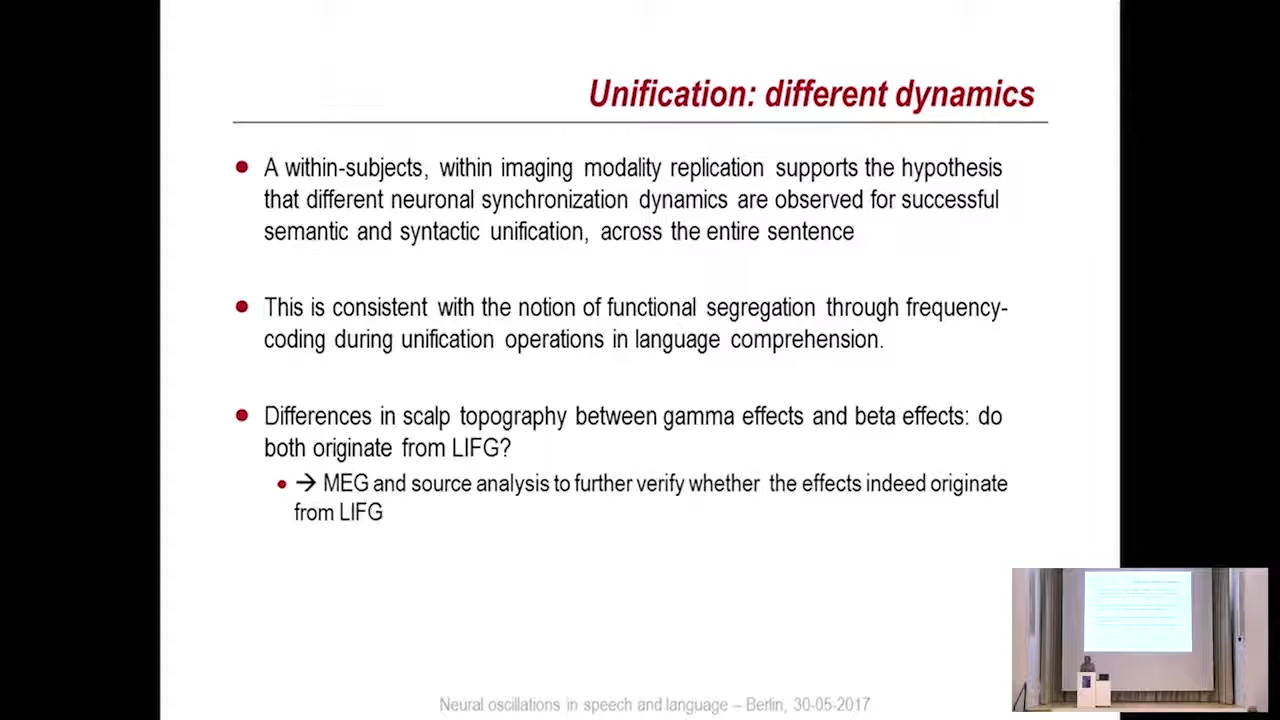 Unification: different dynamics
A within-subjects, within imaging modality replication supports the hypothesis
that different neuronal synchronization dynamics are observed for successful
semantic and syntactic unification, across the entire sentence
This is consistent with the notion of functional segregation through frequency-
coding during unification operations in language comprehension.
Differences in scalp topography between gamma effects and beta effects: do
both originate from LIFG?
→ MEG and source analysis to further verify whether the effects indeed originate
from LIFG
Neural oscillations in speech and language – Berlin, 30-05-2017